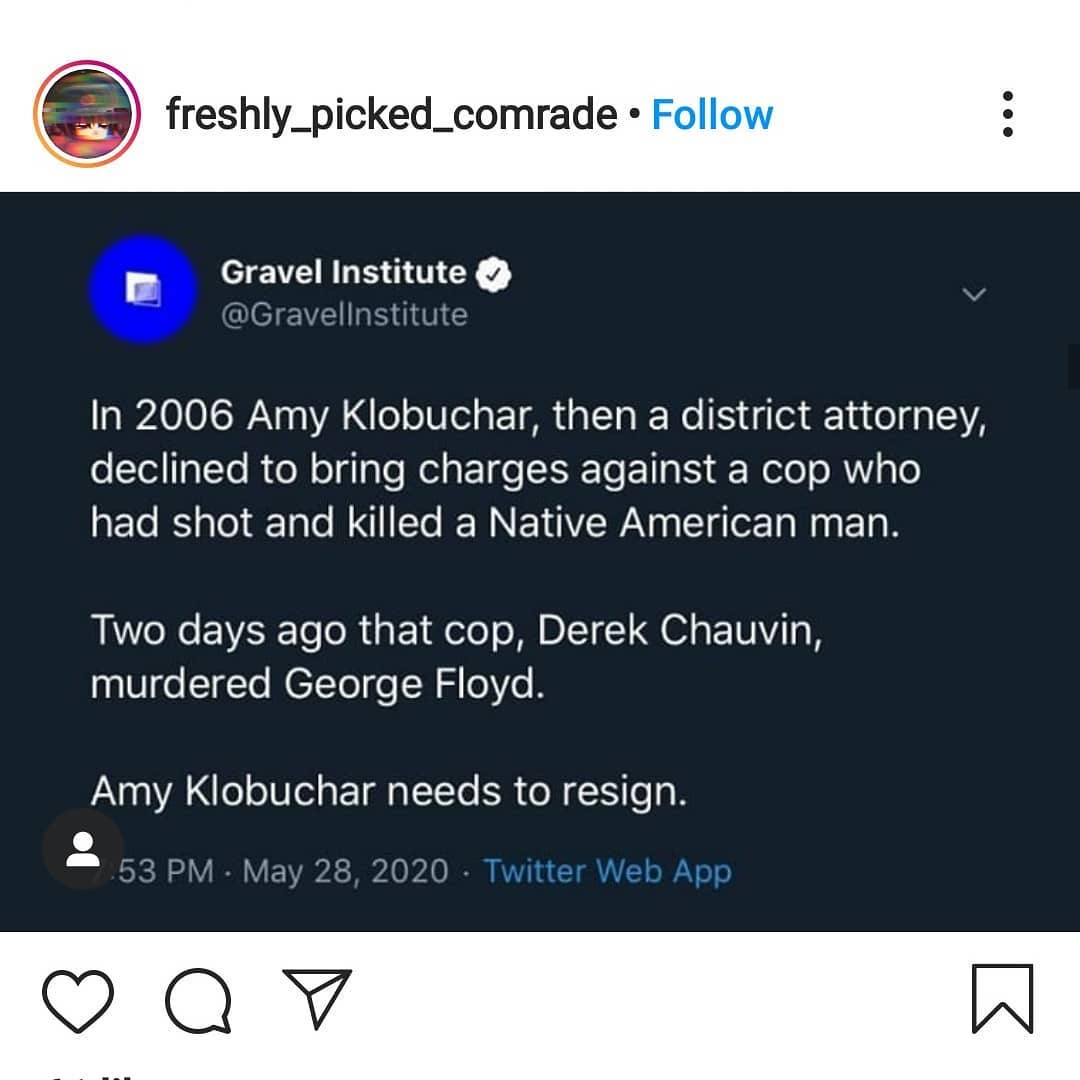 freshly_picked_comrade • Follow
Gravel Institute
@GravelInstitute
In 2006 Amy Klobuchar, then a district attorney,
declined to bring charges against a cop who
had shot and killed a Native American man.
Two days ago that cop, Derek Chauvin,
murdered George Floyd.
Amy Klobuchar needs to resign.
:53 PM · May 28, 2020 · Twitter Web App